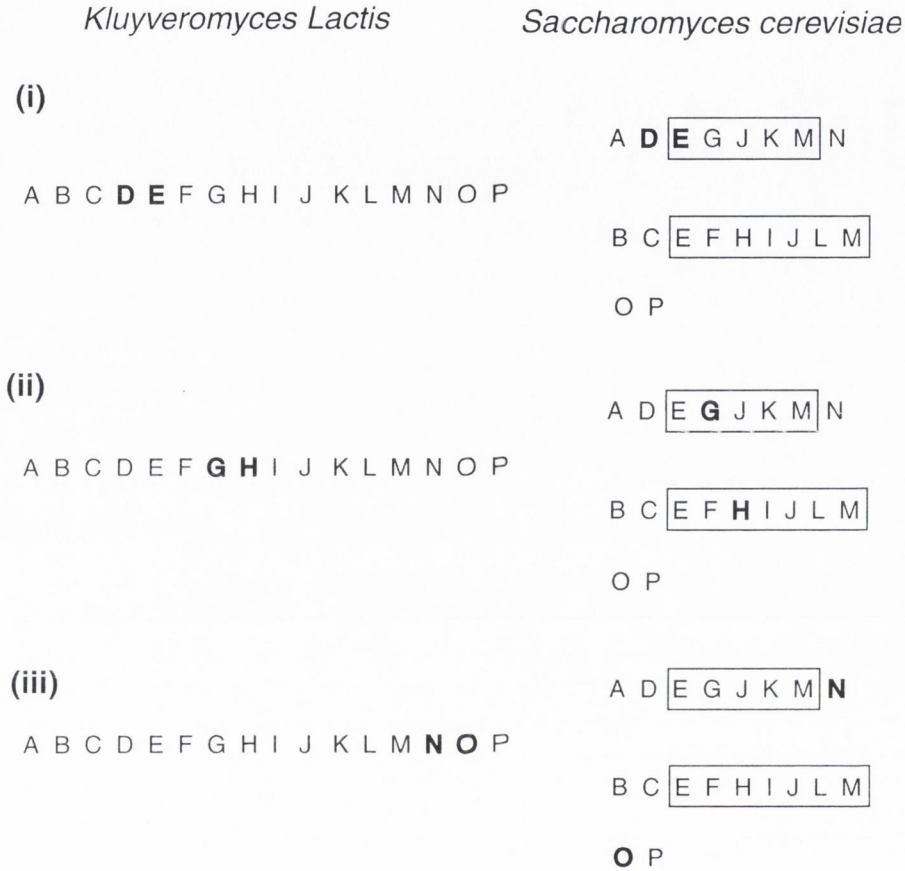 Kluyveromyces Lactis
Saccharomyces cerevisiae
(i)
A D E G J K M N
A B C D E F G H I J K L M N O P
B C E F H I J L M
O P
(ii)
A D E G J K M N
A B C D E F G H I J K L M N O P
B C E F H I J L M
O P
(iii)
A D E G J K M N
A B C D E F G H I J K L M N O P
B C E F H I J L M
O P